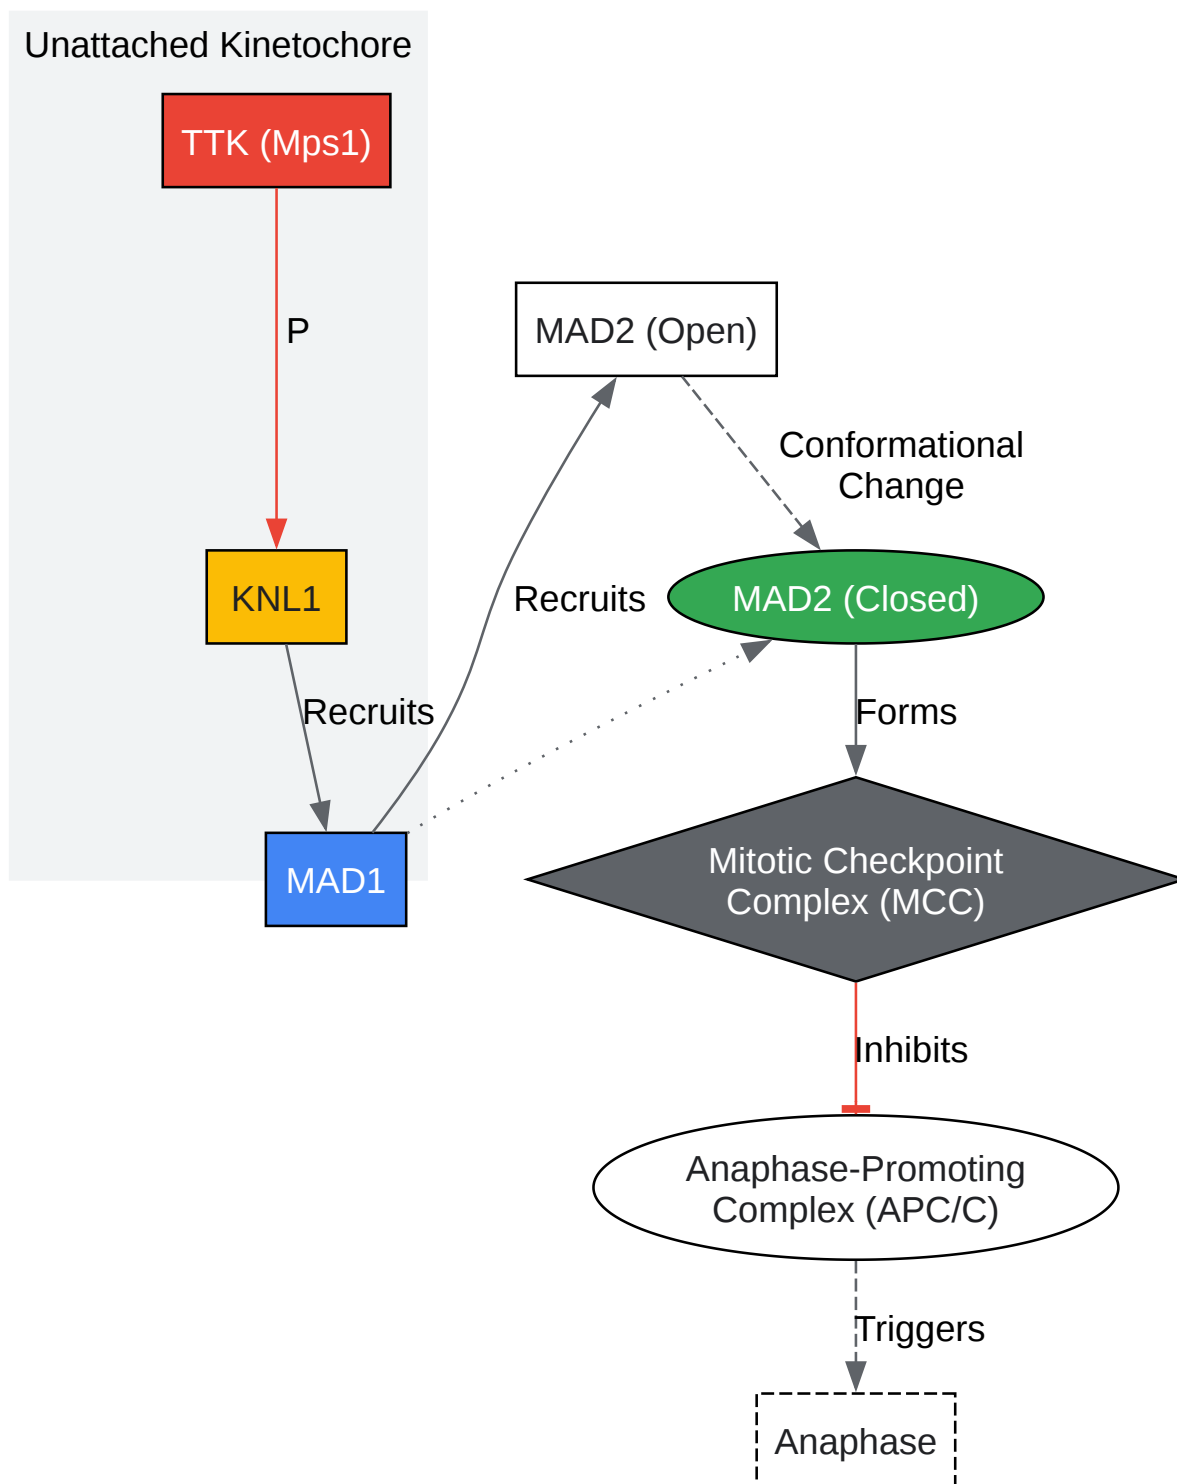 Unattached Kinetochore
TTK (Mps1)
P
MAD2 (Open)
Conformational
Change
KNL1
Recruits
MAD2 (Closed)
Recruits
Forms
MAD1
Mitotic Checkpoint
Complex (MCC)
Inhibits
Anaphase-Promoting
Complex (APC/C)
Triggers
Anaphase